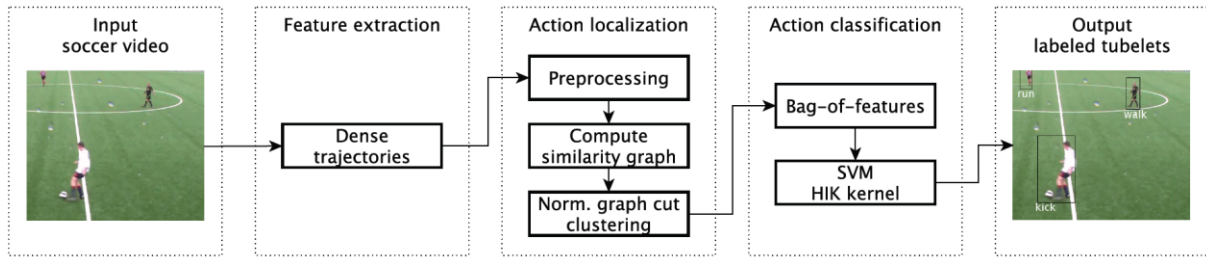 Input
soccer video
Feature extraction
Dense
trajectories
Action localization
Preprocessing
Compute
similarity graph
Norm. graph cut
clustering
Action classification
Bag-of-features
SVM
HIK kernel
Output
labeled tubelets
run
walk
kick